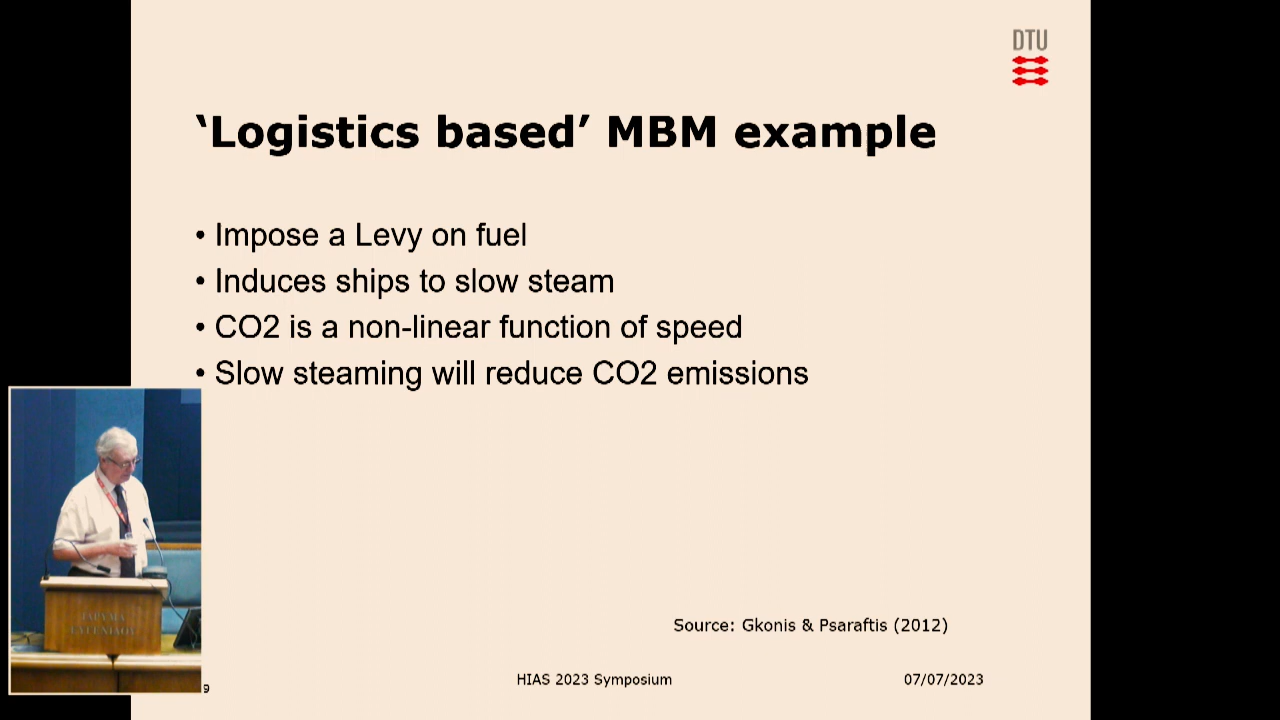 DTU
‘Logistics based’ MBM example
• Impose a Levy on fuel
• Induces ships to slow steam
• CO2 is a non-linear function of speed
• Slow steaming will reduce CO2 emissions
Source: Gkonis & Psaraftis (2012)
9
HIAS 2023 Symposium
07/07/2023